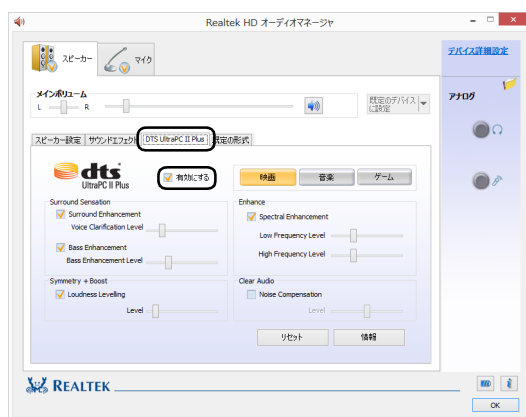 Realtek HD オーディオマネージャ
スピーカー
マイク
デバイス詳細設定
メインボリューム
L
R
既定のデバイス
に設定
アナログ
スピーカー設定
サウンドエフェクト
DTS UltraPC II Plus
既定の形式
dts
UltraPC II Plus
有効にする
映画
音楽
ゲーム
Surround Sensation
Surround Enhancement
Voice Clarification Level
Bass Enhancement
Bass Enhancement Level
Enhance
Spectral Enhancement
Low Frequency Level
High Frequency Level
Symmetry + Boost
Loudness Levelling
Level
Clear Audio
Noise Compensation
Level
リセット
情報
REALTEK
OK